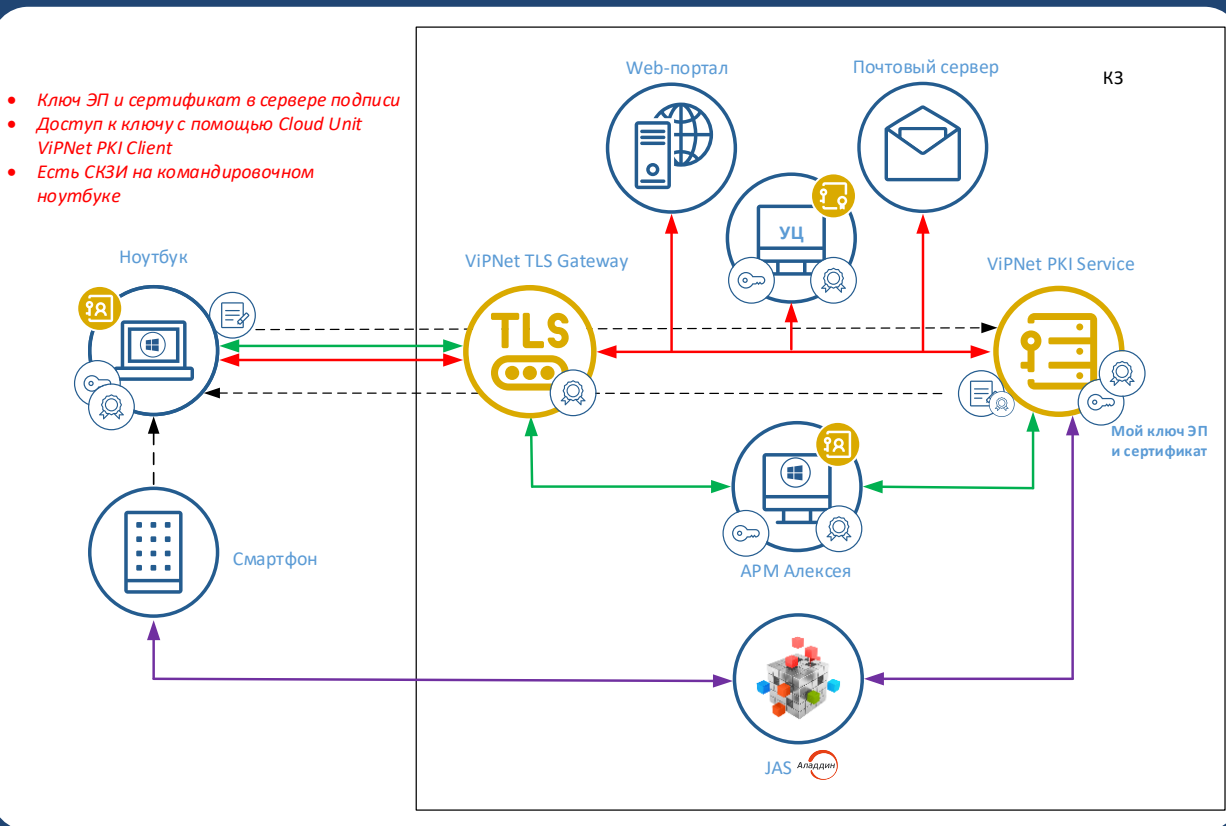 Web-портал
Почтовый сервер
КЗ
• Ключ ЭП и сертификат в сервере подписи
• Доступ к ключу с помощью Cloud Unit
ViPNet PKI Client
• Есть СКЗИ на командировочном
ноутбуке
УЦ
Ноутбук
ViPNet TLS Gateway
ViPNet PKI Service
TLS
Мой ключ ЭП
и сертификат
Смартфон
АРМ Алексея
JAS
Аладдин